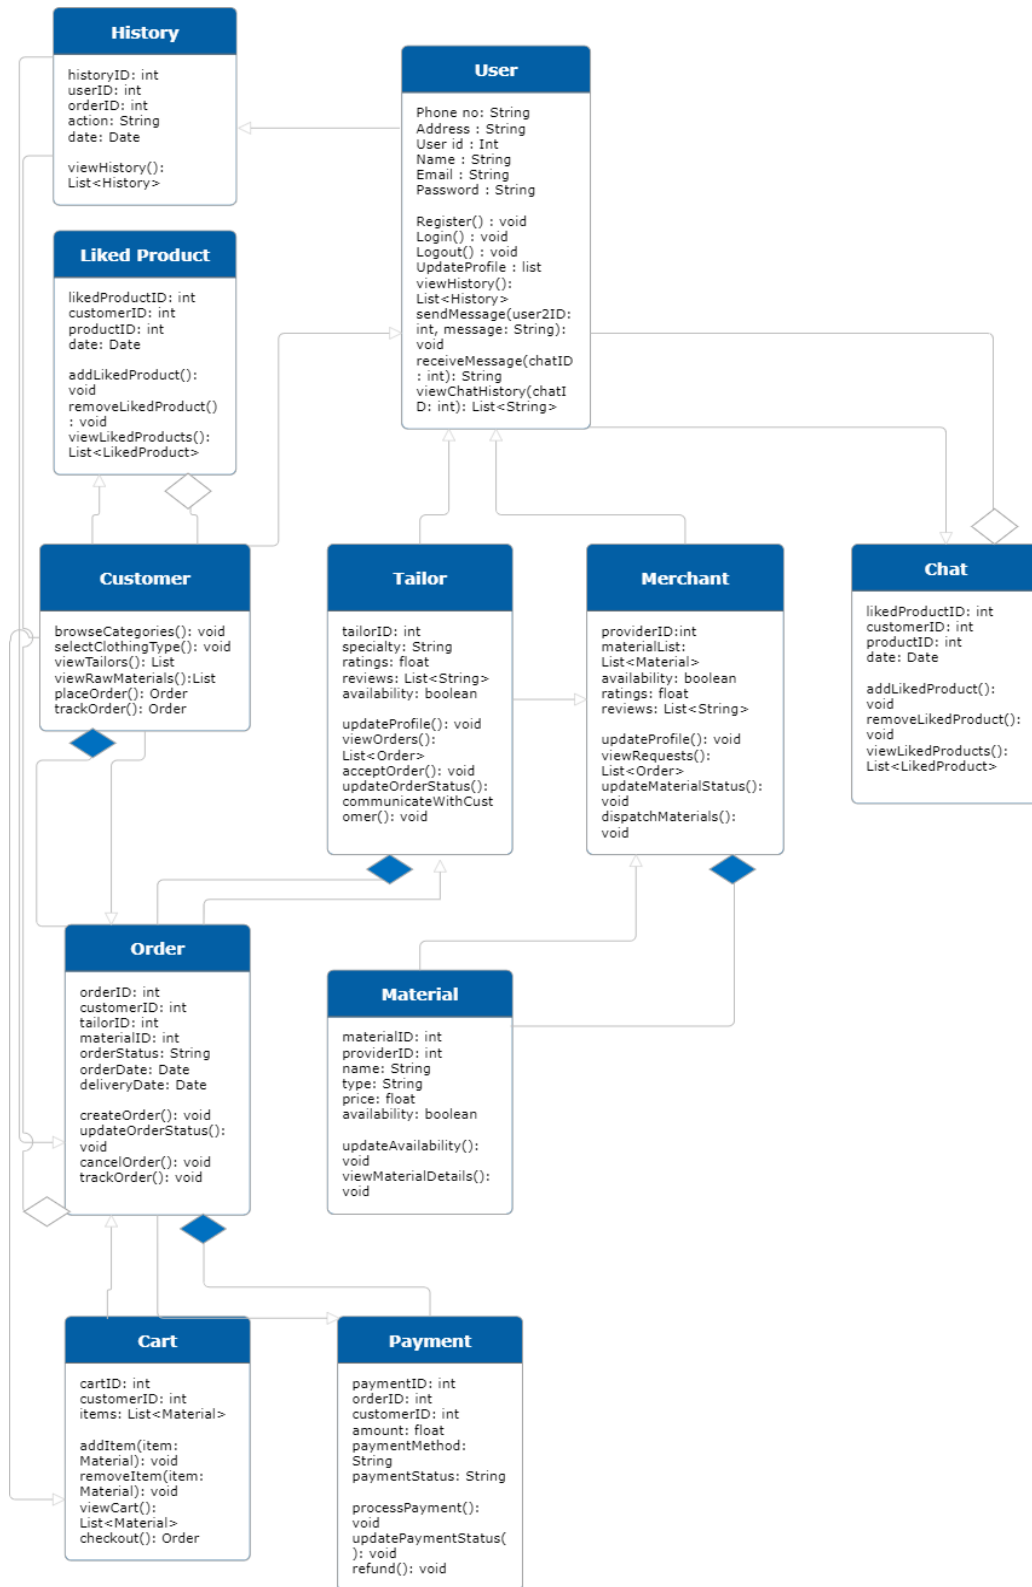 History
historyID: int
userID: int
orderID: int
action: String
date: Date
viewHistory():
List<History>
User
Phone no: String
Address : String
User id : Int
Name : String
Email : String
Password : String
Register() : void
Login() : void
Logout() : void
UpdateProfile : list
viewHistory():
List<History>
sendMessage(user2ID:
int, message: String):
void
receiveMessage(chatID
: int): String
viewChatHistory(chatI
D: int): List<String>
Liked Product
likedProductID: int
customerID: int
productID: int
date: Date
addLikedProduct():
void
removeLikedProduct()
: void
viewLikedProducts():
List<LikedProduct>
Customer
browseCategories(): void
selectClothingType(): void
viewTailors(): List
viewRawMaterials():List
placeOrder(): Order
trackOrder(): Order
Tailor
tailorID: int
specialty: String
ratings: float
reviews: List<String>
availability: boolean
updateProfile(): void
viewOrders():
List<Order>
acceptOrder(): void
updateOrderStatus():
communicateWithCust
omer(): void
Merchant
providerID:int
materialList:
List<Material>
availability: boolean
ratings: float
reviews: List<String>
updateProfile(): void
viewRequests():
List<Order>
updateMaterialStatus():
void
dispatchMaterials():
void
Chat
likedProductID: int
customerID: int
productID: int
date: Date
addLikedProduct():
void
removeLikedProduct():
void
viewLikedProducts():
List<LikedProduct>
Order
orderID: int
customerID: int
tailorID: int
materialID: int
orderStatus: String
orderDate: Date
deliveryDate: Date
createOrder(): void
updateOrderStatus():
void
cancelOrder(): void
trackOrder(): void
Material
materialID: int
providerID: int
name: String
type: String
price: float
availability: boolean
updateAvailability():
void
viewMaterialDetails():
void
Cart
cartID: int
customerID: int
items: List<Material>
addItem(item:
Material): void
removeItem(item:
Material): void
viewCart():
List<Material>
checkout(): Order
Payment
paymentID: int
orderID: int
customerID: int
amount: float
paymentMethod:
String
paymentStatus: String
processPayment():
void
updatePaymentStatus(
): void
refund(): void